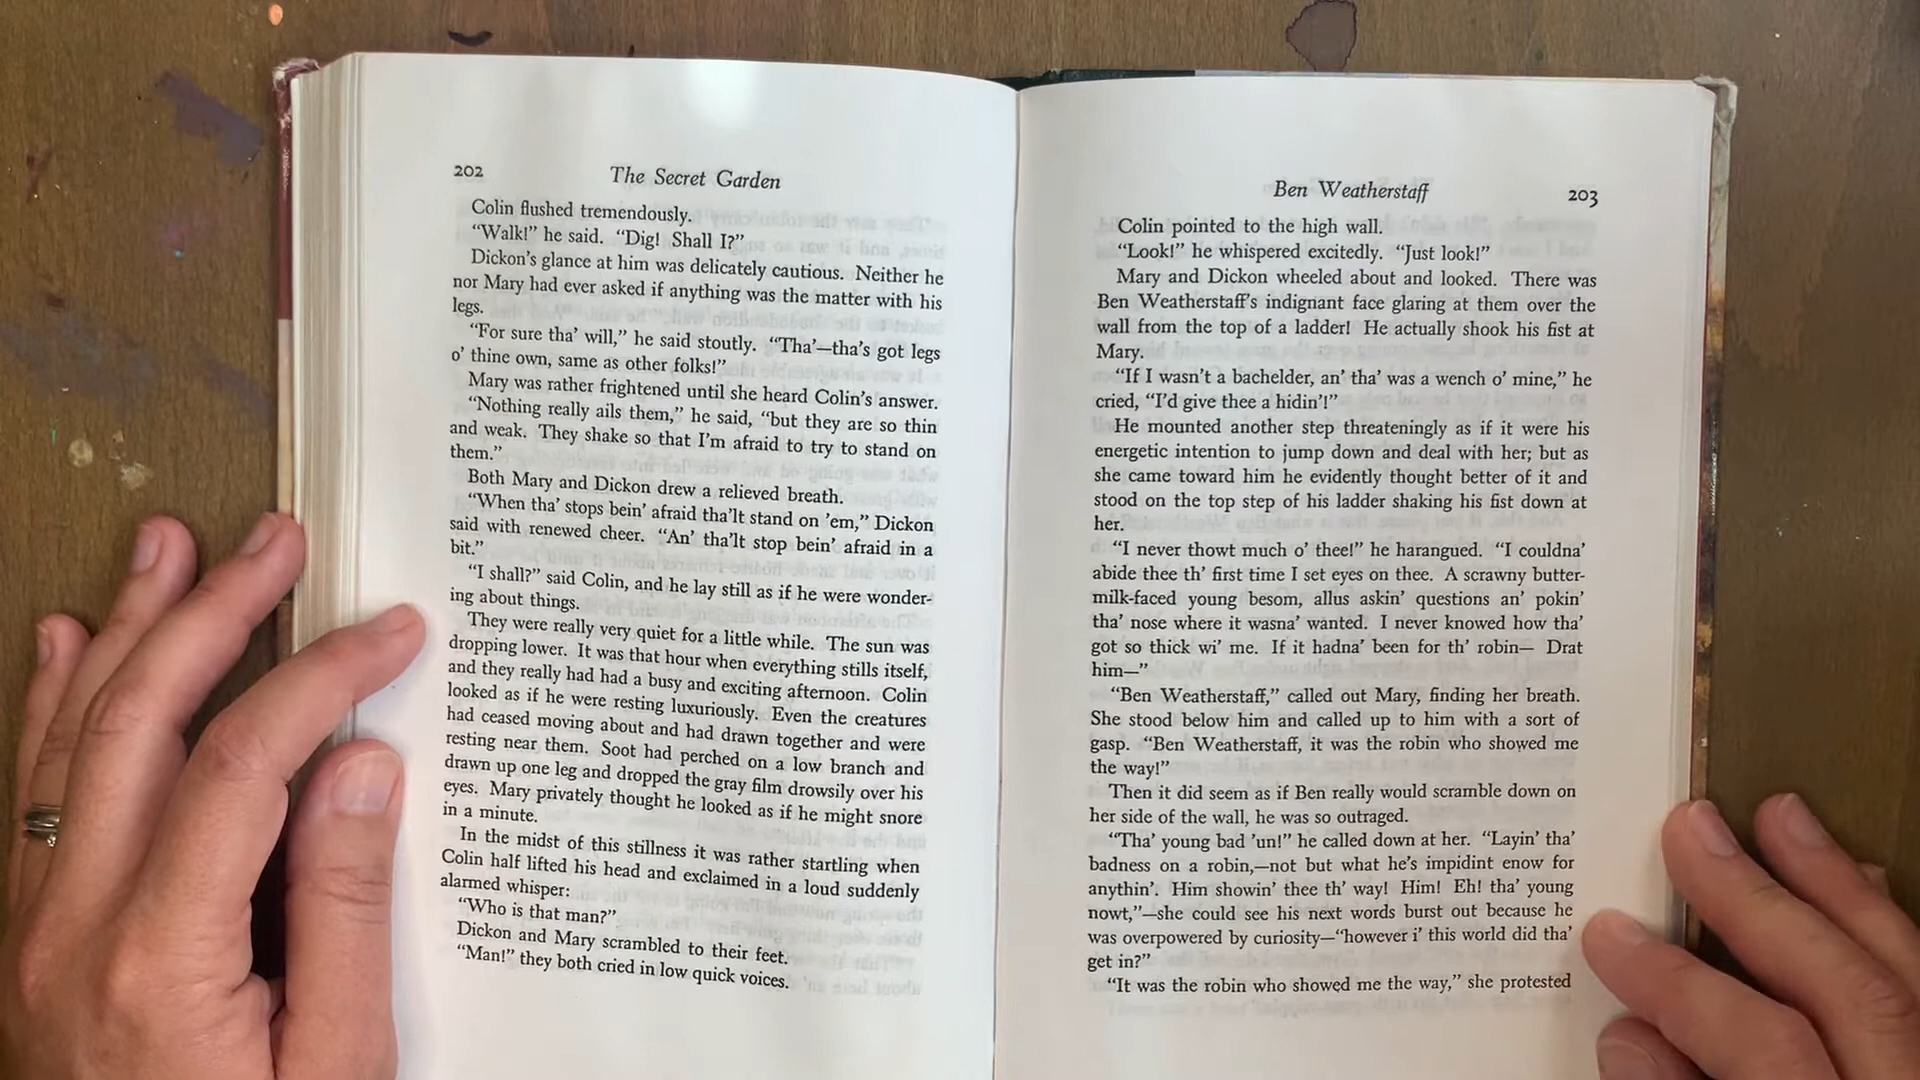 202
The Secret Garden
Colin flushed tremendously.
“Walk!” he said. “Dig! Shall I?”
Dickon’s glance at him was delicately cautious. Neither he
nor Mary had ever asked if anything was the matter with his
legs.
“For sure tha’ will,” he said stoutly. “Tha’—tha’s got legs
o’ thine own, same as other folks!”
Mary was rather frightened until she heard Colin’s answer.
“Nothing really ails them,” he said, “but they are so thin
and weak. They shake so that I’m afraid to try to stand on
them.”
Both Mary and Dickon drew a relieved breath.
“When tha’ stops bein’ afraid tha’lt stand on ’em,” Dickon
said with renewed cheer. “An’ tha’lt stop bein’ afraid in a
bit.”
“I shall?” said Colin, and he lay still as if he were wonder-
ing about things.
They were really very quiet for a little while. The sun was
dropping lower. It was that hour when everything stills itself,
and they really had had a busy and exciting afternoon. Colin
looked as if he were resting luxuriously. Even the creatures
had ceased moving about and had drawn together and were
resting near them. Soot had perched on a low branch and
drawn up one leg and dropped the gray film drowsily over his
eyes. Mary privately thought he looked as if he might snore
in a minute.
In the midst of this stillness it was rather startling when
Colin half lifted his head and exclaimed in a loud suddenly
alarmed whisper:
“Who is that man?”
Dickon and Mary scrambled to their feet.
“Man!” they both cried in low quick voices.
Ben Weatherstaff
203
Colin pointed to the high wall.
“Look!” he whispered excitedly. “Just look!”
Mary and Dickon wheeled about and looked. There was
Ben Weatherstaff’s indignant face glaring at them over the
wall from the top of a ladder! He actually shook his fist at
Mary.
“If I wasn’t a bachelder, an’ tha’ was a wench o’ mine,” he
cried, “I’d give thee a hidin’!”
He mounted another step threateningly as if it were his
energetic intention to jump down and deal with her; but as
she came toward him he evidently thought better of it and
stood on the top step of his ladder shaking his fist down at
her.
“I never thowt much o’ thee!” he harangued. “I couldna’
abide thee th’ first time I set eyes on thee. A scrawny butter-
milk-faced young besom, allus askin’ questions an’ pokin’
tha’ nose where it wasna’ wanted. I never knowed how tha’
got so thick wi’ me. If it hadna’ been for th’ robin— Drat
him—”
“Ben Weatherstaff,” called out Mary, finding her breath.
She stood below him and called up to him with a sort of
gasp. “Ben Weatherstaff, it was the robin who showed me
the way!”
Then it did seem as if Ben really would scramble down on
her side of the wall, he was so outraged.
“Tha’ young bad ’un!” he called down at her. “Layin’ tha’
badness on a robin,—not but what he’s impidint enow for
anythin’. Him showin’ thee th’ way! Him! Eh! tha’ young
nowt,”—she could see his next words burst out because he
was overpowered by curiosity—“however i’ this world did tha’
get in?”
“It was the robin who showed me the way,” she protested